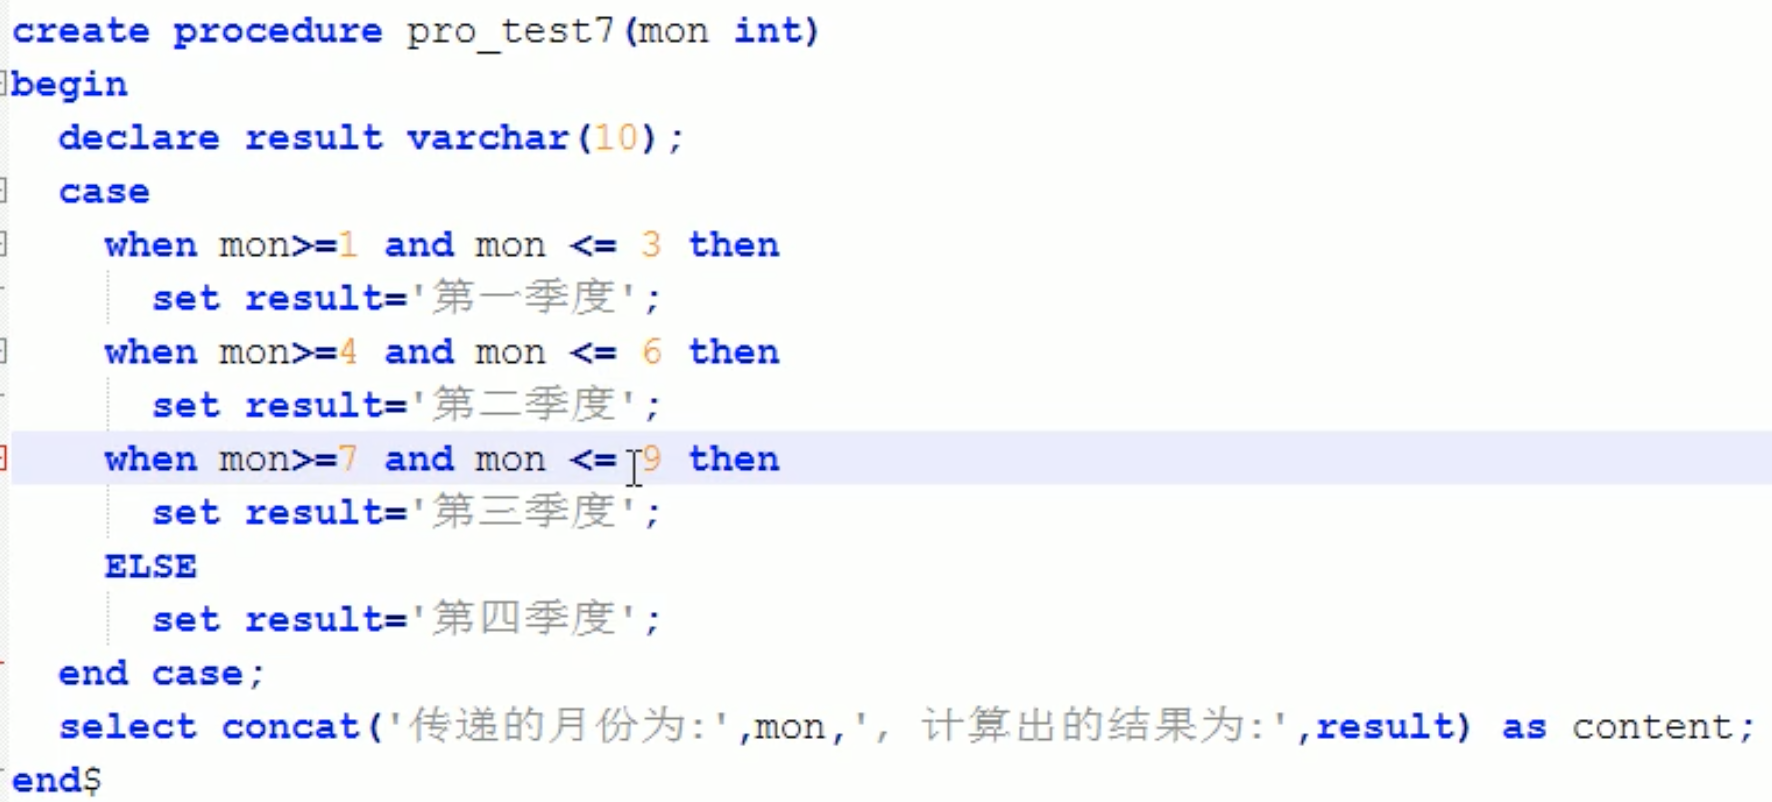 create procedure pro_test7(mon int)
begin
  declare result varchar(10);
  case
    when mon>=1 and mon <= 3 then
      set result='第一季度';
    when mon>=4 and mon <= 6 then
      set result='第二季度';
    when mon>=7 and mon <= 9 then
      set result='第三季度';
    ELSE
      set result='第四季度';
  end case;
  select concat('传递的月份为:',mon,', 计算出的结果为:',result) as content;
end$